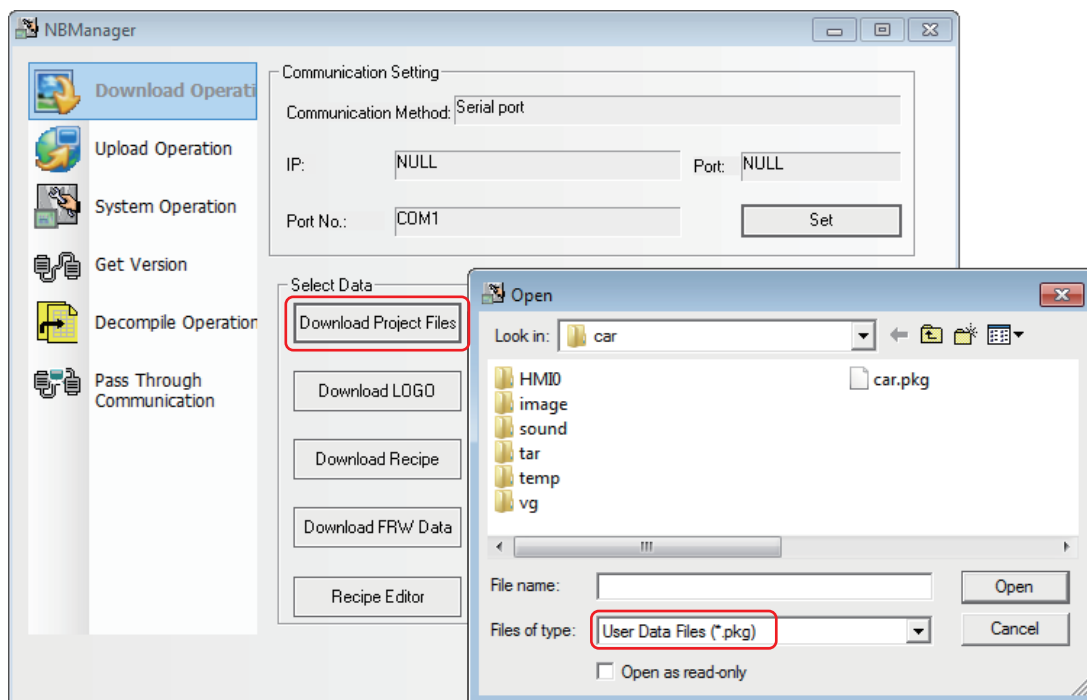 NBManager
Download Operati
Upload Operation
System Operation
Get Version
Decompile Operation
Pass Through
Communication
Communication Setting
Communication Method: Serial port
IP: NULL Port: NULL
Port No.: COM1 Set
Select Data
Download Project Files
Download LOGO
Download Recipe
Download FRW Data
Recipe Editor
Open
Look in: car
HMI0
image
sound
tar
temp
vg
car.pkg
File name: Open
Files of type: User Data Files (*.pkg) Cancel
Open as read-only